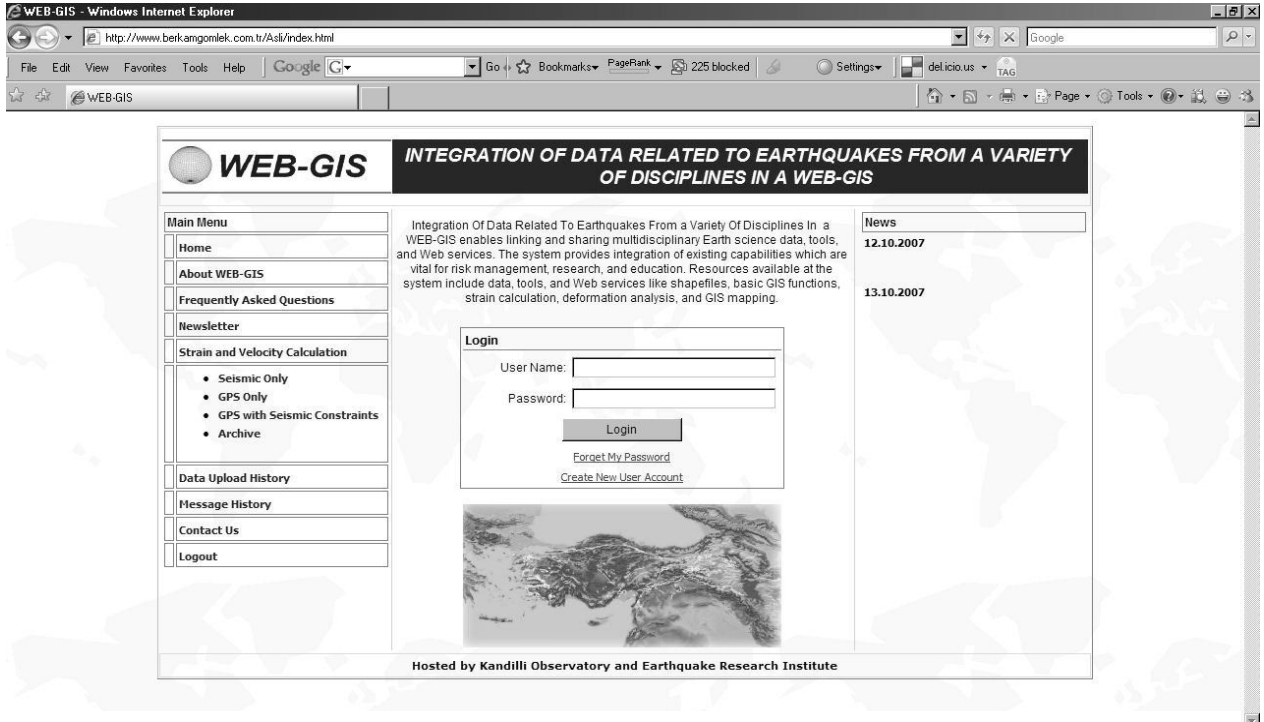 WEB-GIS - Windows Internet Explorer
http://www.berkamgomlek.com.tr/Asli/index.html
Google
File Edit View Favorites Tools Help
Google G Go Bookmarks PageRank 225 blocked Settings del.icio.us TAG
WEB-GIS
Page Tools
WEB-GIS
INTEGRATION OF DATA RELATED TO EARTHQUAKES FROM A VARIETY
OF DISCIPLINES IN A WEB-GIS
Main Menu
Home
About WEB-GIS
Frequently Asked Questions
Newsletter
Strain and Velocity Calculation
• Seismic Only
• GPS Only
• GPS with Seismic Constraints
• Archive
Data Upload History
Message History
Contact Us
Logout
Integration Of Data Related To Earthquakes From a Variety Of Disciplines In a
WEB-GIS enables linking and sharing multidisciplinary Earth science data, tools,
and Web services. The system provides integration of existing capabilities which are
vital for risk management, research, and education. Resources available at the
system include data, tools, and Web services like shapefiles, basic GIS functions,
strain calculation, deformation analysis, and GIS mapping.
Login
User Name:
Password:
Login
Forget My Password
Create New User Account
News
12.10.2007
13.10.2007
Hosted by Kandilli Observatory and Earthquake Research Institute